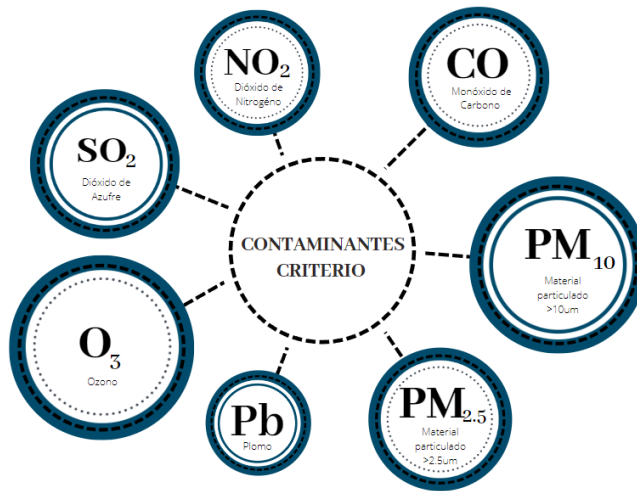 NO₂
Dióxido de
Nitrogéno
CO
Monóxido de
Carbono
SO₂
Dióxido de
Azufre
CONTAMINANTES
CRITERIO
PM₁₀
Material
particulado
>10um
O₃
Ozono
Pb
Plomo
PM₂.₅
Material
particulado
>2.5um